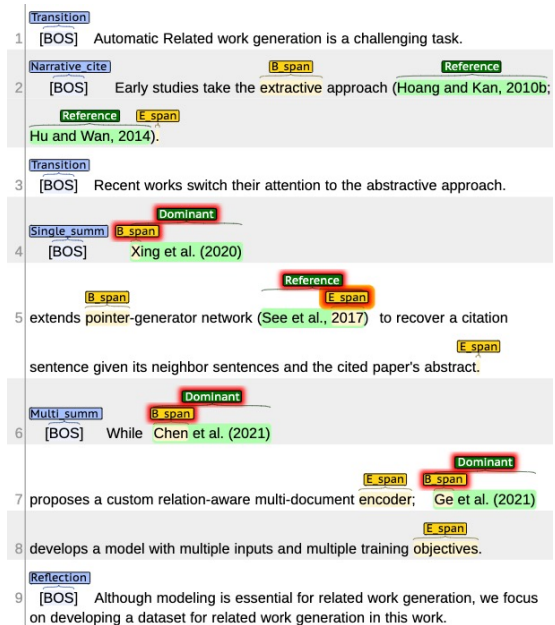 Transition
1 [BOS] Automatic Related work generation is a challenging task.
Narrative_cite B_span Reference
2 [BOS] Early studies take the extractive approach (Hoang and Kan, 2010b;
Reference E_span
Hu and Wan, 2014).
Transition
3 [BOS] Recent works switch their attention to the abstractive approach.
Dominant
Single_summ B_span
4 [BOS] Xing et al. (2020)
Reference
B_span E_span
5 extends pointer-generator network (See et al., 2017) to recover a citation
E_span
sentence given its neighbor sentences and the cited paper's abstract.
Dominant
Multi_summ B_span
6 [BOS] While Chen et al. (2021)
Dominant
E_span B_span
7 proposes a custom relation-aware multi-document encoder; Ge et al. (2021)
E_span
8 develops a model with multiple inputs and multiple training objectives.
Reflection
9 [BOS] Although modeling is essential for related work generation, we focus
on developing a dataset for related work generation in this work.